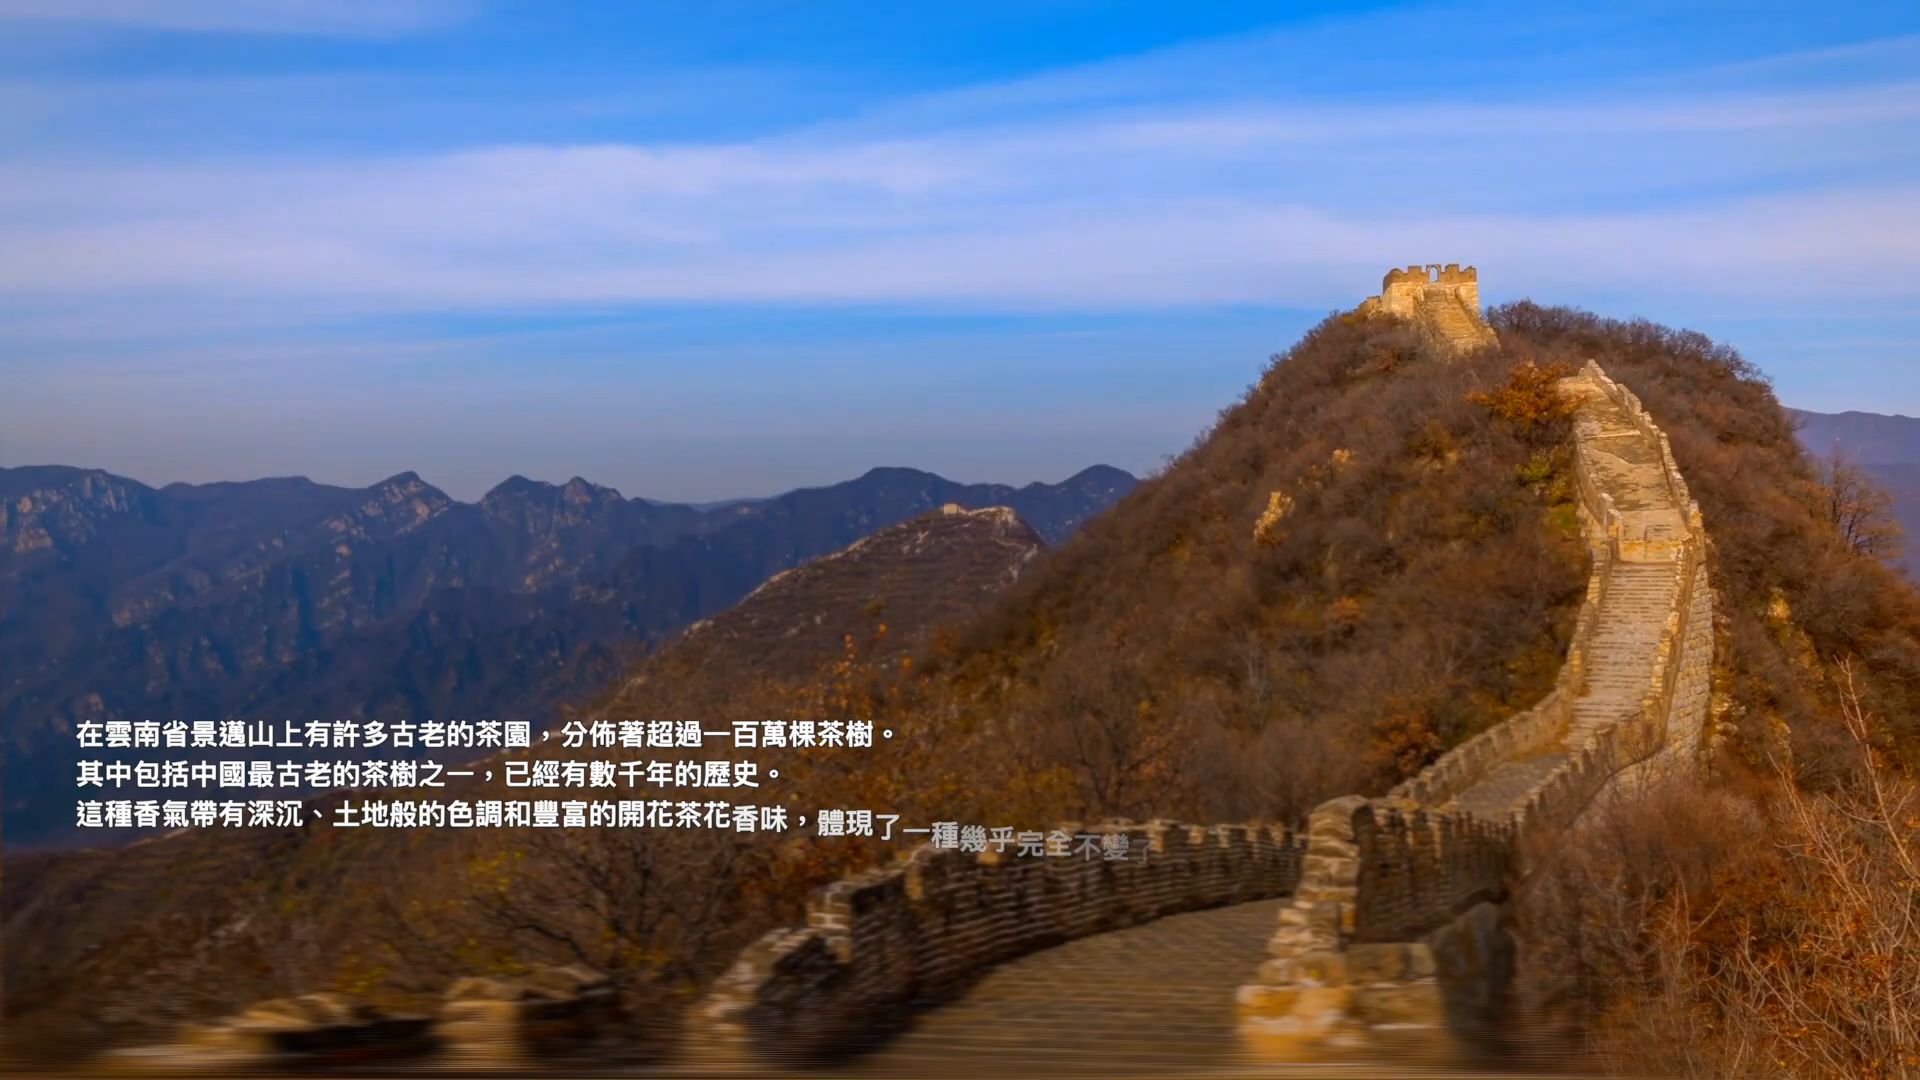 在雲南省景邁山上有許多古老的茶園，分佈著超過一百萬棵茶樹。
其中包括中國最古老的茶樹之一，已經有數千年的歷史。
這種香氣帶有深沉、土地般的色調和豐富的開花茶花香味，體現了一種幾乎完全不變了